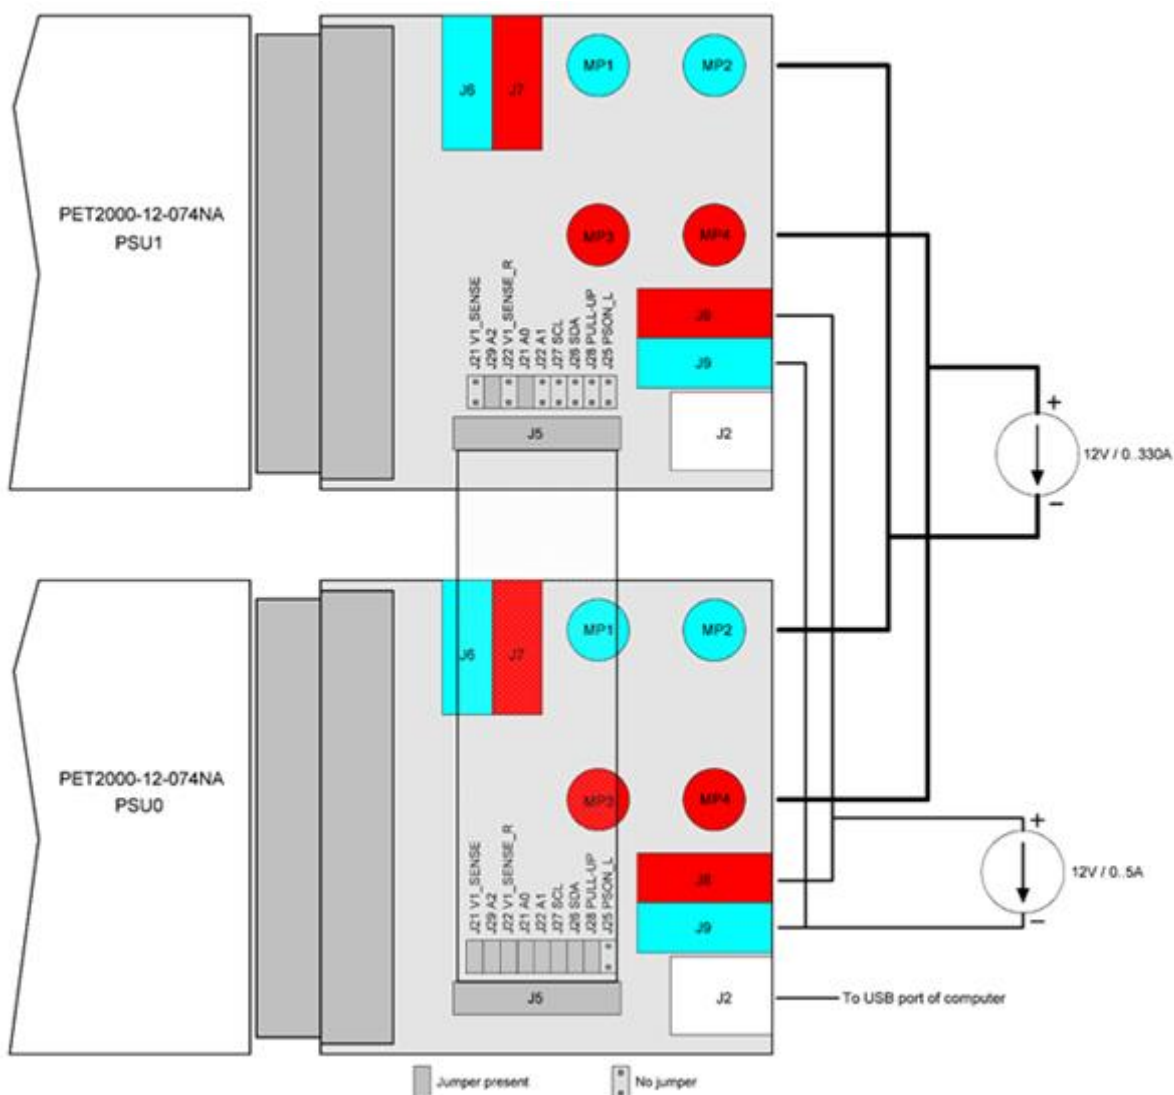 J6
J7
MP1
MP2
PET2000-12-074NA
PSU1
MP3
MP4
J21 V1_SENSE
J29 A2
J22 V1_SENSE_R
J21 A0
J22 A1
J27 SCL
J26 SDA
J28 PULL-UP
J25 PSON_L
J8
J9
J5
J2
+
12V / 0..330A
−
J6
J7
MP1
MP2
PET2000-12-074NA
PSU0
MP3
MP4
J21 V1_SENSE
J29 A2
J22 V1_SENSE_R
J21 A0
J22 A1
J27 SCL
J26 SDA
J28 PULL-UP
J25 PSON_L
J8
J9
+
12V / 0..5A
−
J5
J2
To USB port of computer
Jumper present
No jumper